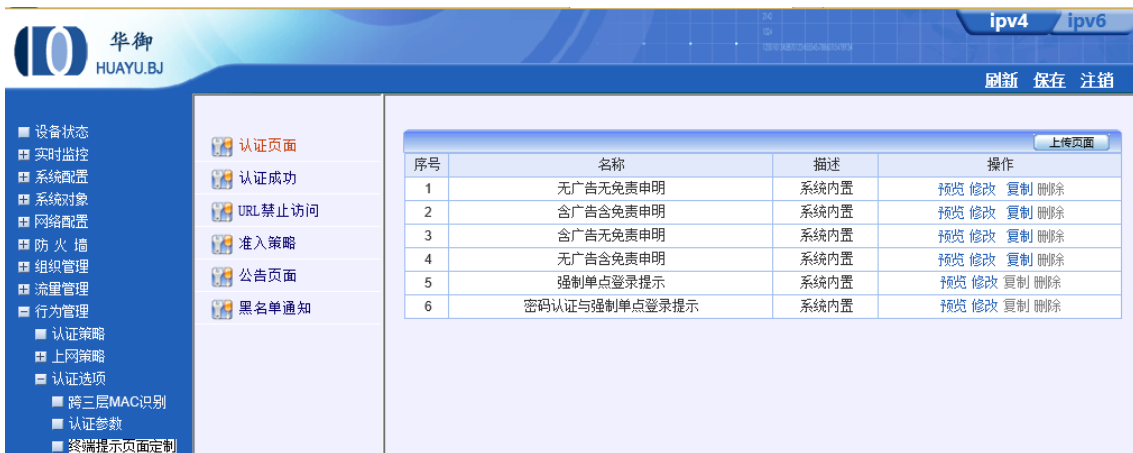 华御
HUAYU.BJ
ipv4 ipv6
刷新 保存 注销
设备状态
实时监控
系统配置
系统对象
网络配置
防 火 墙
组织管理
流量管理
行为管理
认证策略
上网策略
认证选项
跨三层MAC识别
认证参数
终端提示页面定制
认证页面
认证成功
URL禁止访问
准入策略
公告页面
黑名单通知
上传页面
序号 名称 描述 操作
1 无广告无免责申明 系统内置 预览 修改 复制 删除
2 含广告含免责申明 系统内置 预览 修改 复制 删除
3 含广告无免责申明 系统内置 预览 修改 复制 删除
4 无广告含免责申明 系统内置 预览 修改 复制 删除
5 强制单点登录提示 系统内置 预览 修改 复制 删除
6 密码认证与强制单点登录提示 系统内置 预览 修改 复制 删除